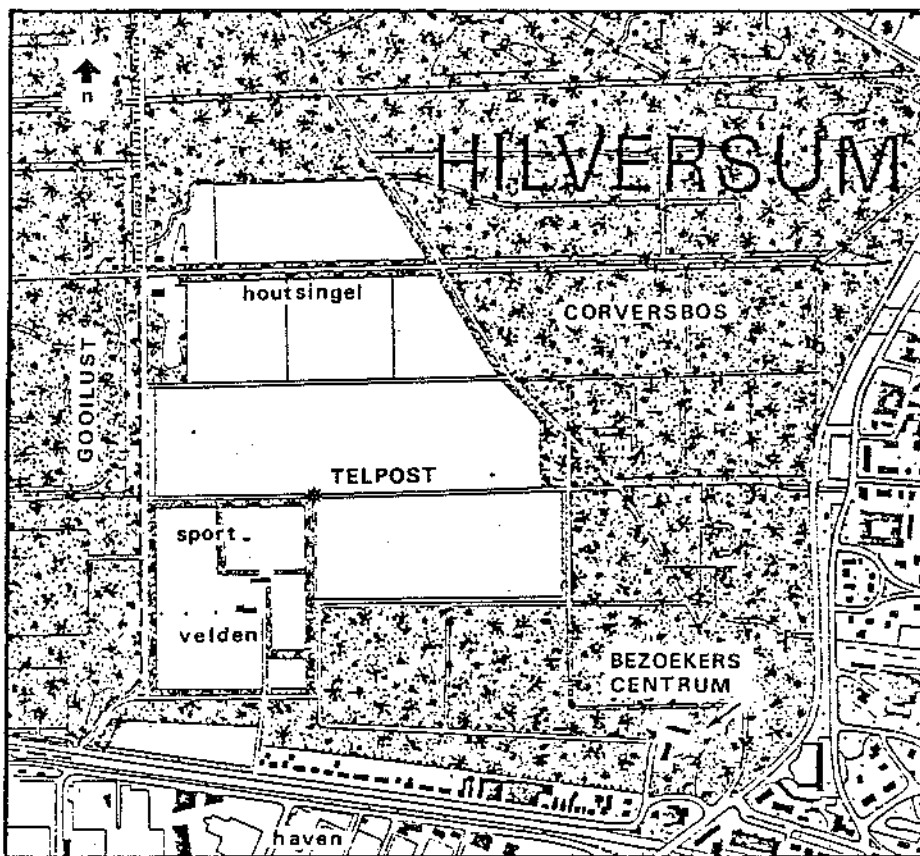 n
HILVERSUM
houtsingel
CORVERSBOS
GOOILUST
TELPOST
sport
velden
BEZOEKERS
CENTRUM
haven